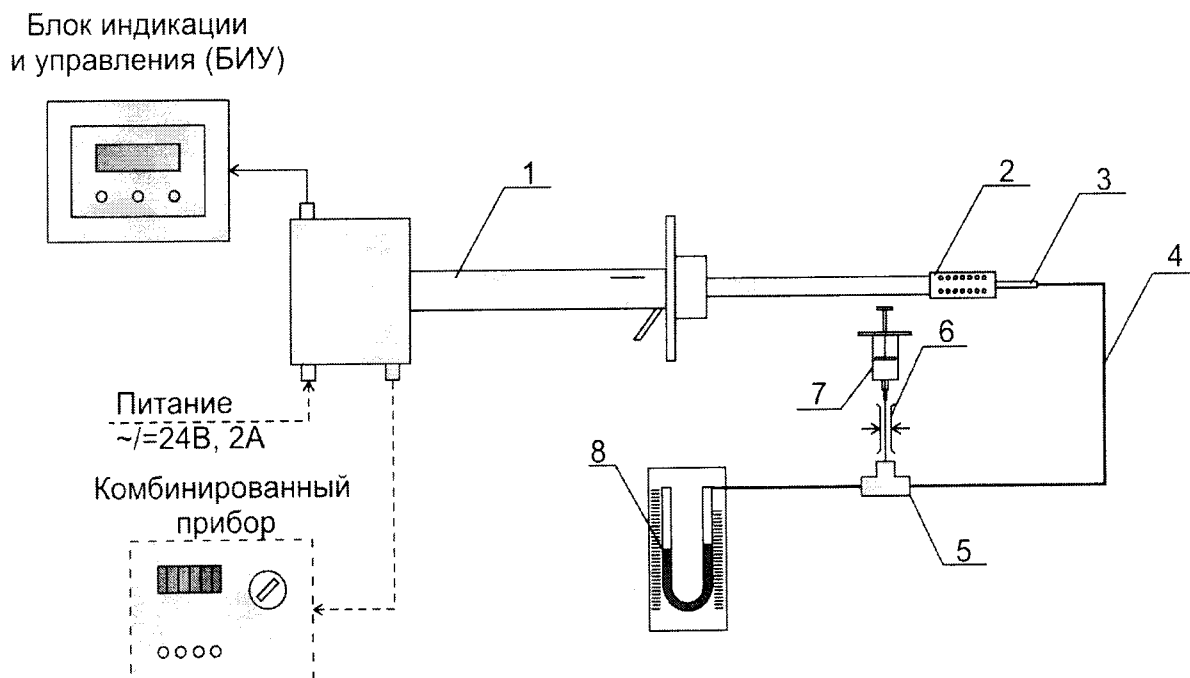 Блок индикации
и управления (БИУ)
1
2
3
4
6
7
Питание
~/=24В, 2А
8
Комбинированный
прибор
5